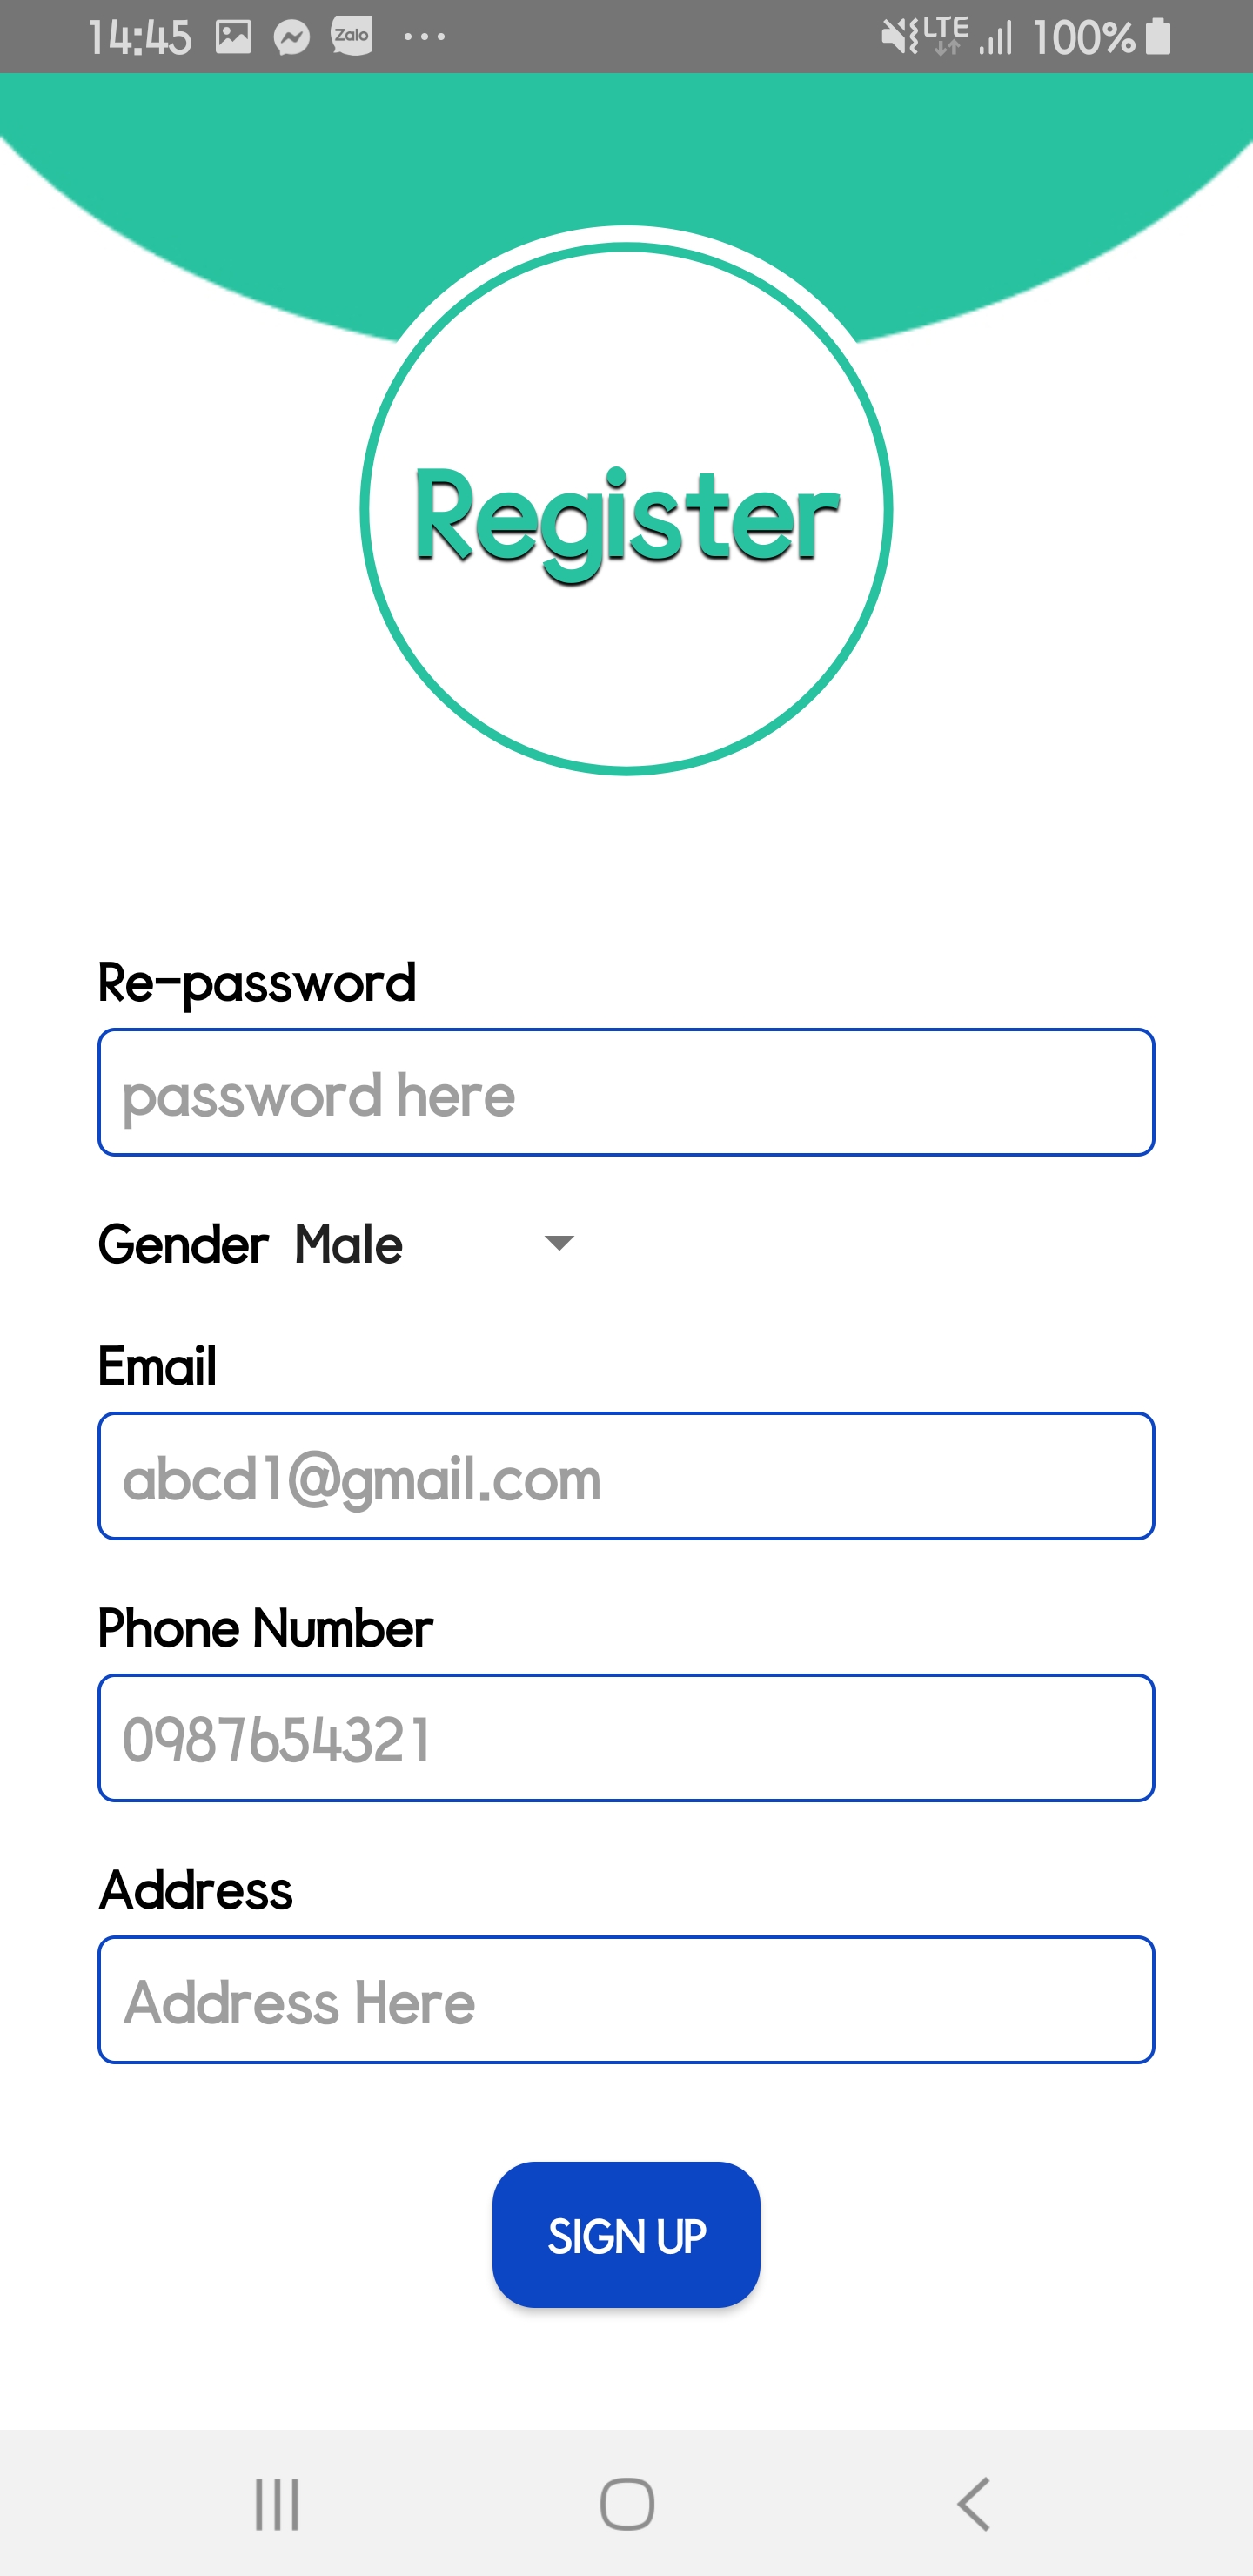 14:45 Zalo LTE 100%
Register
Re-password
password here
Gender Male
Email
abcd1@gmail.com
Phone Number
0987654321
Address
Address Here
SIGN UP